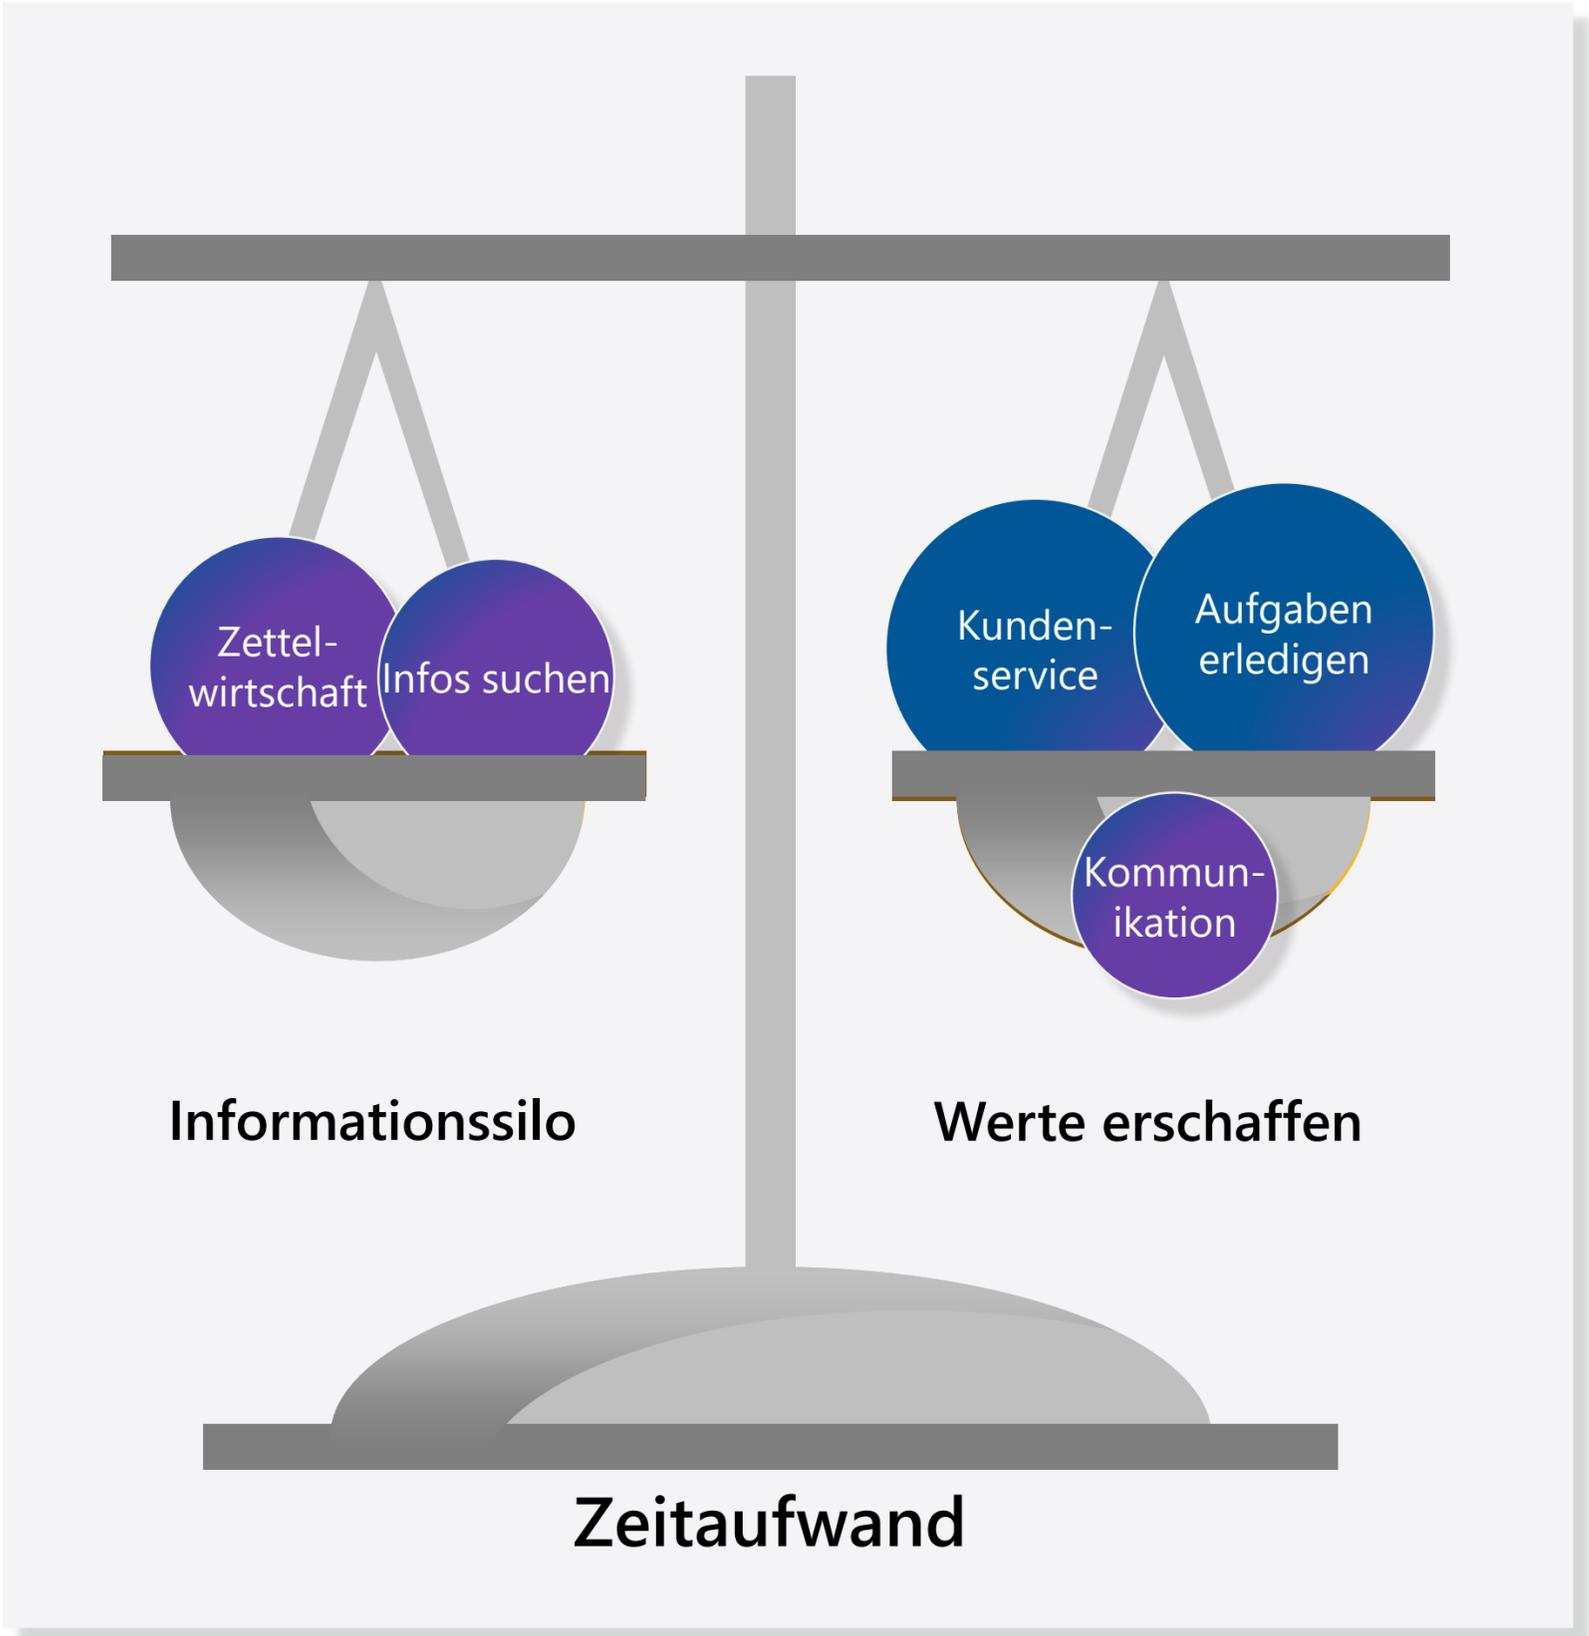 Zettel-
wirtschaft
Infos suchen
Kunden-
service
Aufgaben
erledigen
Kommun-
ikation
Informationssilo
Werte erschaffen
Zeitaufwand